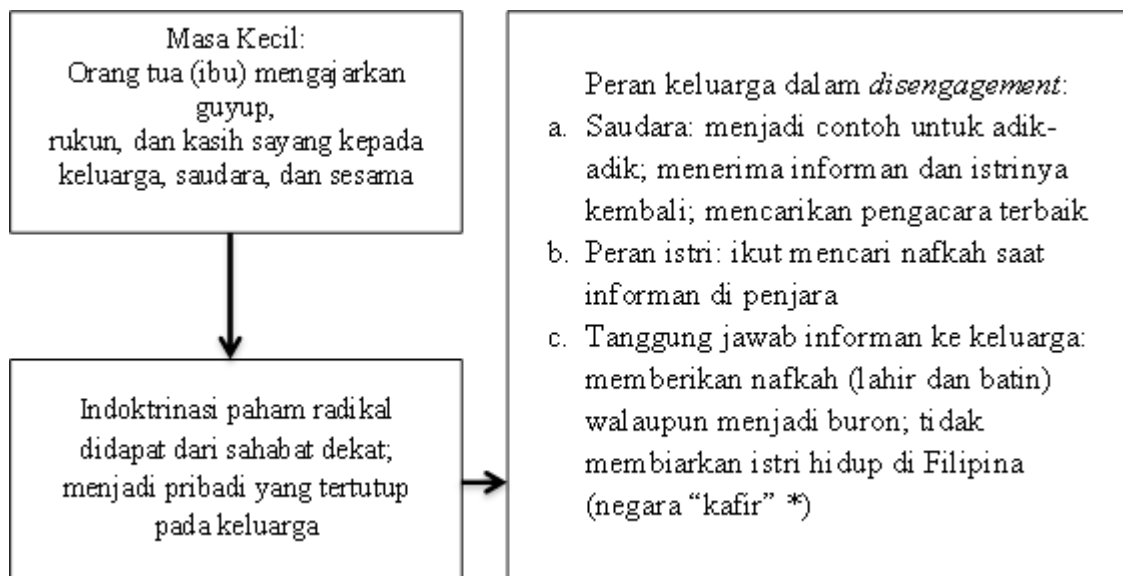 Masa Kecil:
Orang tua (ibu) mengajarkan
guyup,
rukun, dan kasih sayang kepada
keluarga, saudara, dan sesama
Indoktrinasi paham radikal
didapat dari sahabat dekat;
menjadi pribadi yang tertutup
pada keluarga
Peran keluarga dalam disengagement:
a. Saudara: menjadi contoh untuk adik-
adik; menerima informan dan istrinya
kembali; mencarikan pengacara terbaik
b. Peran istri: ikut mencari nafkah saat
informan di penjara
c. Tanggung jawab informan ke keluarga:
memberikan nafkah (lahir dan batin)
walaupun menjadi buron; tidak
membiarkan istri hidup di Filipina
(negara “kafir” *)